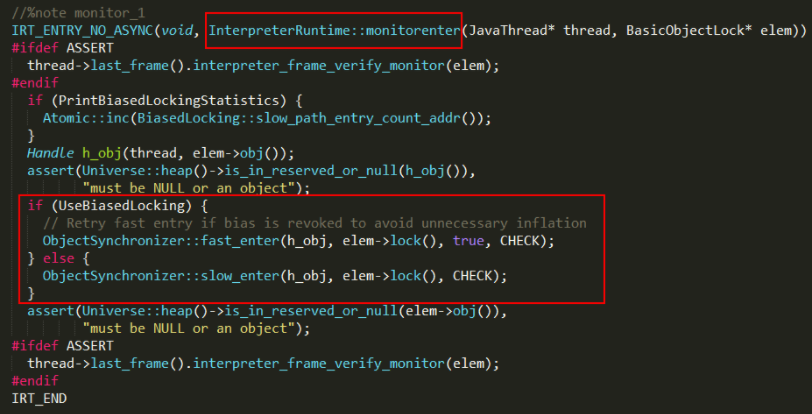 //%note monitor_1
IRT_ENTRY_NO_ASYNC(void, InterpreterRuntime::monitorenter(JavaThread* thread, BasicObjectLock* elem))
#ifdef ASSERT
  thread->last_frame().interpreter_frame_verify_monitor(elem);
#endif
  if (PrintBiasedLockingStatistics) {
    Atomic::inc(BiasedLocking::slow_path_entry_count_addr());
  }
  Handle h_obj(thread, elem->obj());
  assert(Universe::heap()->is_in_reserved_or_null(h_obj()),
         "must be NULL or an object");
  if (UseBiasedLocking) {
    // Retry fast entry if bias is revoked to avoid unnecessary inflation
    ObjectSynchronizer::fast_enter(h_obj, elem->lock(), true, CHECK);
  } else {
    ObjectSynchronizer::slow_enter(h_obj, elem->lock(), CHECK);
  }
  assert(Universe::heap()->is_in_reserved_or_null(elem->obj()),
         "must be NULL or an object");
#ifdef ASSERT
  thread->last_frame().interpreter_frame_verify_monitor(elem);
#endif
IRT_END